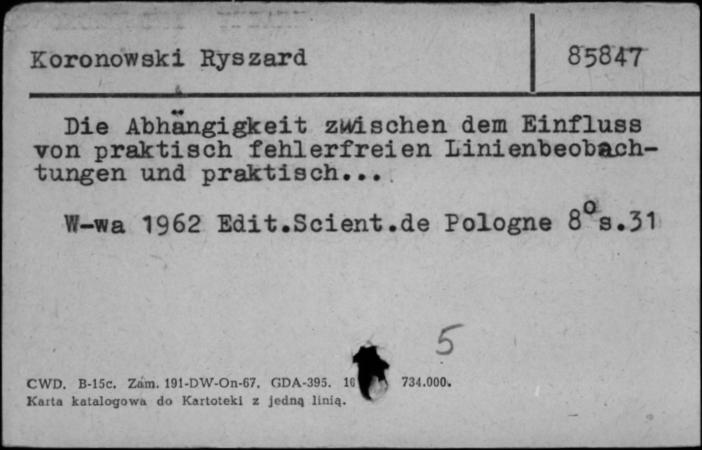 Koronowski Ryszard 85847
Die Abhängigkeit zwischen dem Einfluss
von praktisch fehlerfreien Linienbeobach-
tungen und praktisch...
W-wa 1962 Edit.Scient.de Pologne 8° s.31
5
CWD. B-15c. Zam. 191-DW-On-67. GDA-395. 734.000.
Karta katalogowa do Kartoteki z jedną linią.